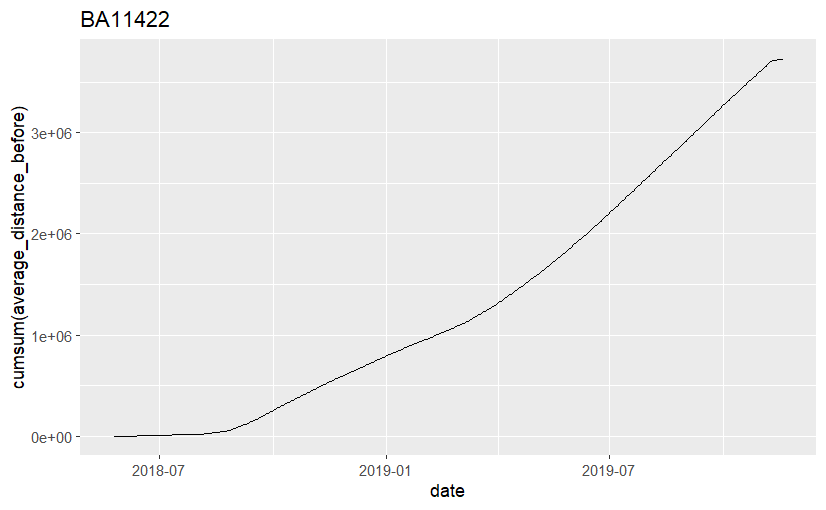 BA11422
cumsum(average_distance_before)
3e+06
2e+06
1e+06
0e+00
2018-07
2019-01
2019-07
date